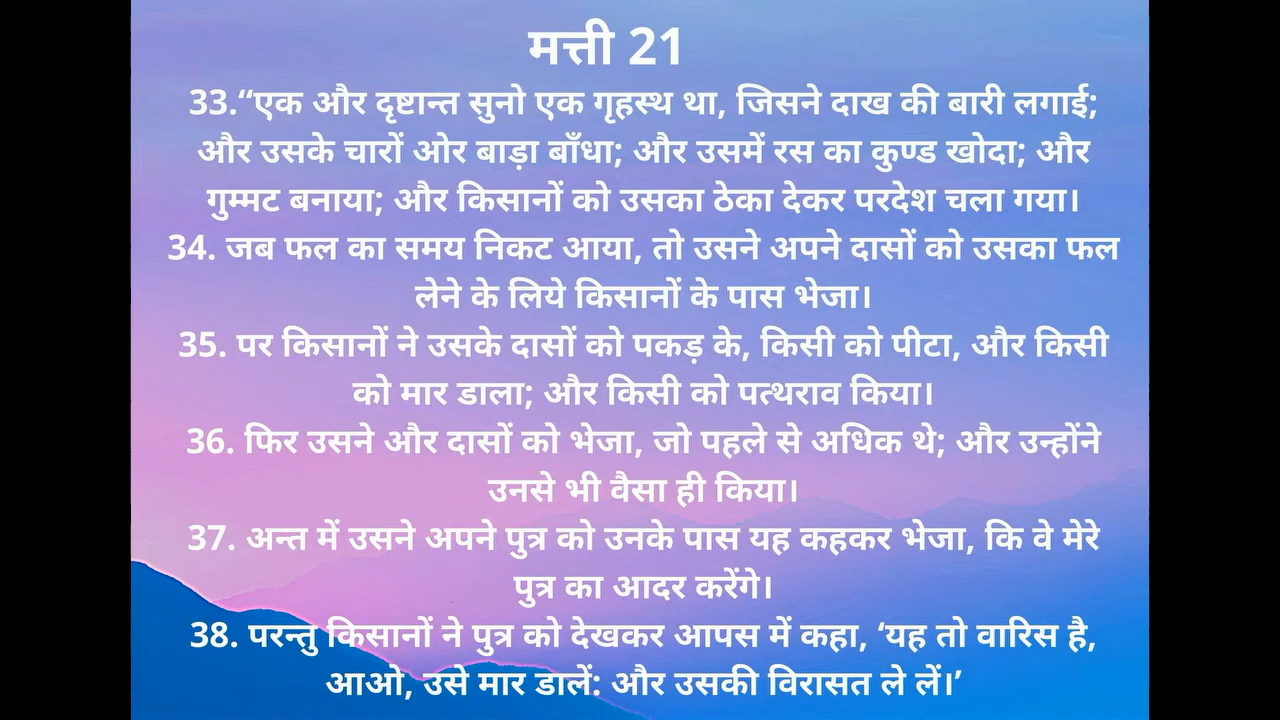 मत्ती 21
33.“एक और दृष्टान्त सुनो एक गृहस्थ था, जिसने दाख की बारी लगाई;
और उसके चारों ओर बाड़ा बाँधा; और उसमें रस का कुण्ड खोदा; और
गुम्मट बनाया; और किसानों को उसका ठेका देकर परदेश चला गया।
34. जब फल का समय निकट आया, तो उसने अपने दासों को उसका फल
लेने के लिये किसानों के पास भेजा।
35. पर किसानों ने उसके दासों को पकड़ के, किसी को पीटा, और किसी
को मार डाला; और किसी को पत्थराव किया।
36. फिर उसने और दासों को भेजा, जो पहले से अधिक थे; और उन्होंने
उनसे भी वैसा ही किया।
37. अन्त में उसने अपने पुत्र को उनके पास यह कहकर भेजा, कि वे मेरे
पुत्र का आदर करेंगे।
38. परन्तु किसानों ने पुत्र को देखकर आपस में कहा, ‘यह तो वारिस है,
आओ, उसे मार डालें: और उसकी विरासत ले लें।’